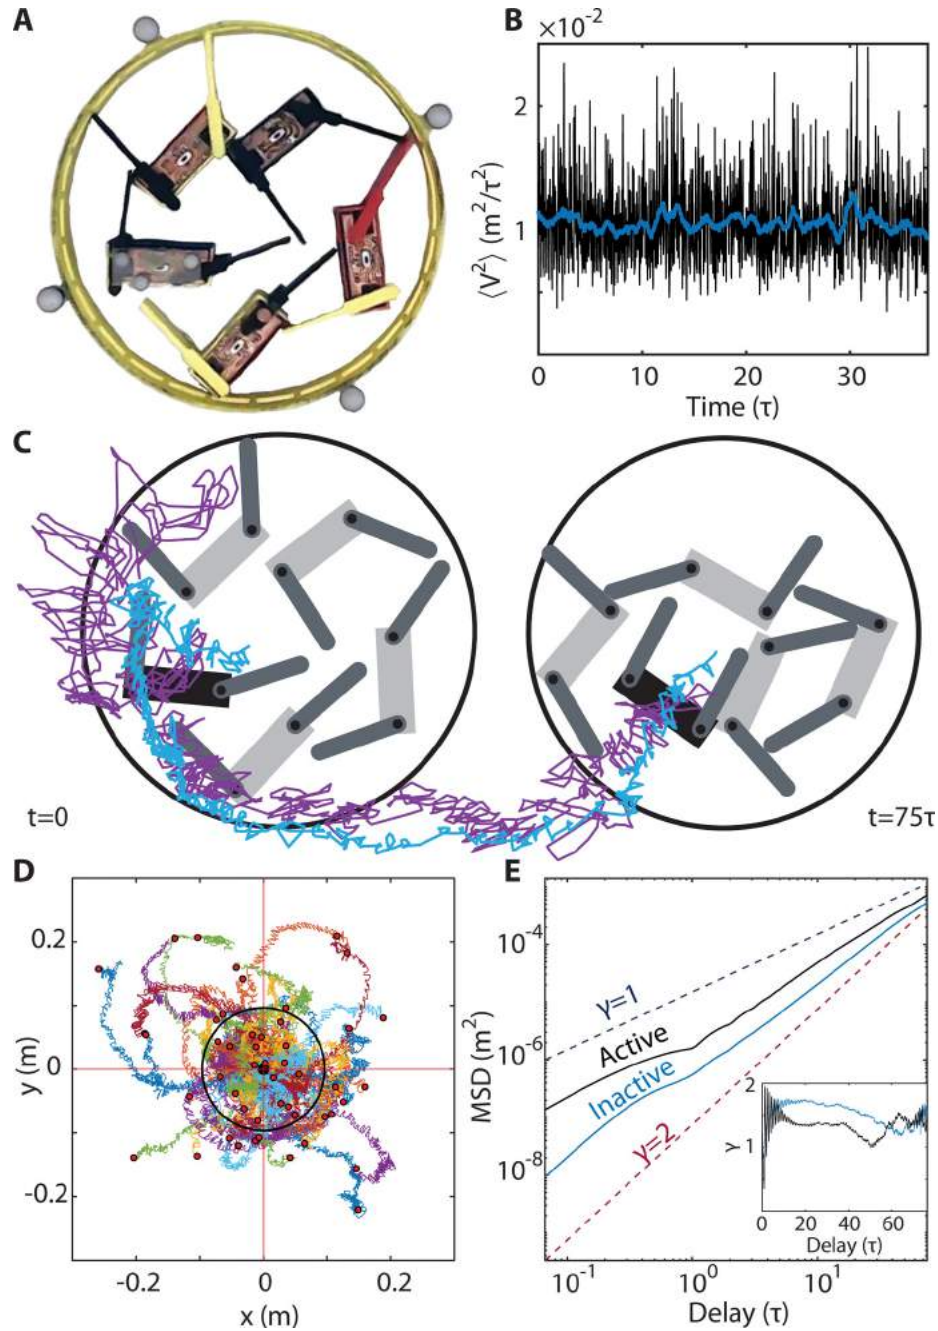 A
B
×10⁻²
2
1
⟨V²⟩ (m²/τ²)
0 10 20 30
Time (τ)
C
t=0
t=75τ
D
0.2
0
-0.2
y (m)
-0.2 0 0.2
x (m)
E
10⁻⁴
10⁻⁶
10⁻⁸
MSD (m²)
γ=1
Active
Inactive
γ=2
2
1
γ
0 20 40 60
Delay (τ)
10⁻¹ 10⁰ 10¹
Delay (τ)